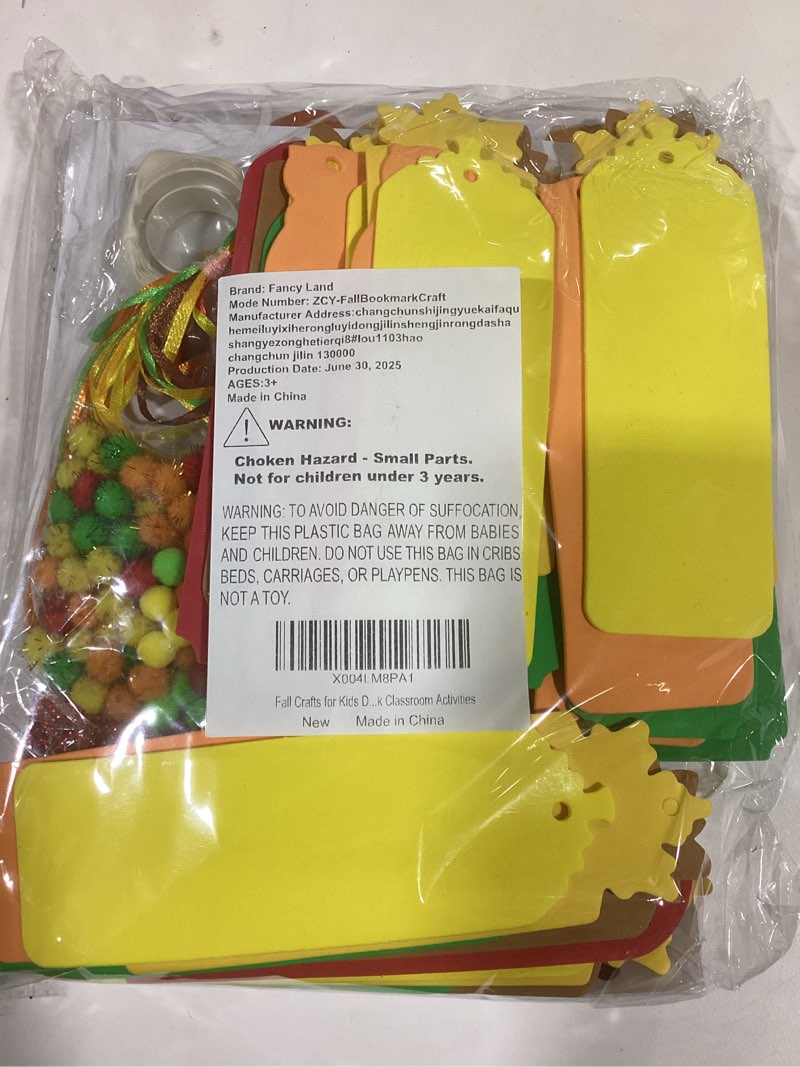 Brand: Fancy Land
Mode Number: ZCY-FallBookmarkCraft
Manufacturer Address:changchunshijingyuekaifaqu
hemeiluyixiherongluyidongjilinshengjinrongdasha
shangyezonghetierqi8#lou1103hao
changchun jilin 130000
Production Date: June 30, 2025
AGES:3+
Made in China
WARNING:
Choken Hazard - Small Parts.
Not for children under 3 years.
WARNING: TO AVOID DANGER OF SUFFOCATION,
KEEP THIS PLASTIC BAG AWAY FROM BABIES
AND CHILDREN. DO NOT USE THIS BAG IN CRIBS
BEDS, CARRIAGES, OR PLAYPENS. THIS BAG IS
NOT A TOY.
X004LM8PA1
Fall Crafts for Kids D...k Classroom Activities
New Made in China